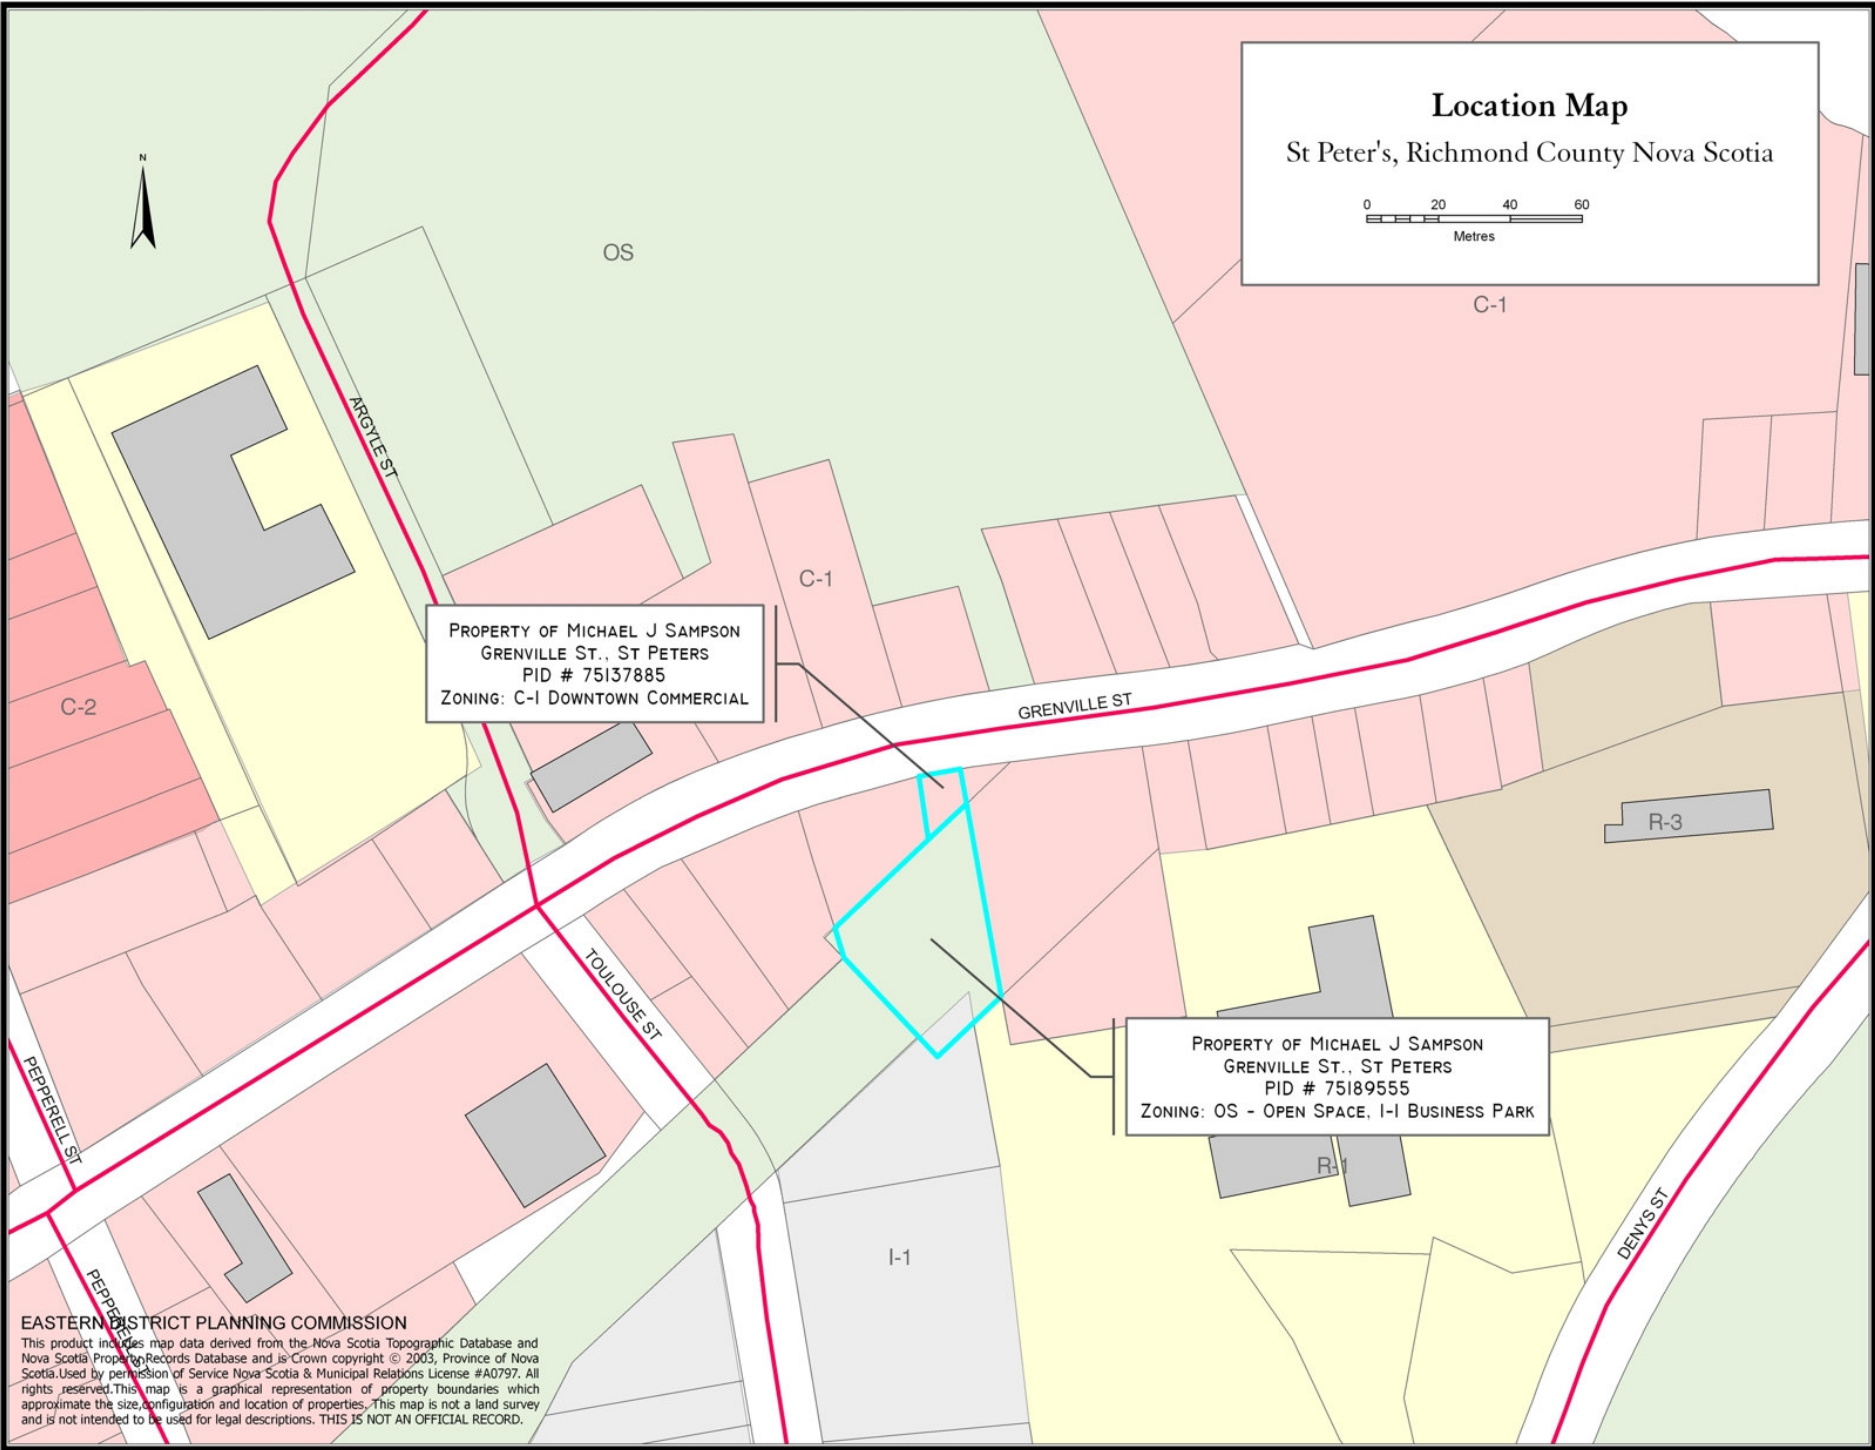 Location Map
St Peter's, Richmond County Nova Scotia
0 20 40 60
Metres
N
OS
C-1
ARGYLE ST
C-1
PROPERTY OF MICHAEL J SAMPSON
GRENVILLE ST., ST PETERS
PID # 75137885
ZONING: C-1 DOWNTOWN COMMERCIAL
C-2
GRENVILLE ST
R-3
TOULOUSE ST
PROPERTY OF MICHAEL J SAMPSON
GRENVILLE ST., ST PETERS
PID # 75189555
ZONING: OS - OPEN SPACE, I-1 BUSINESS PARK
PEPPERELL ST
R-1
DENYS ST
I-1
PEPPERELL ST
EASTERN DISTRICT PLANNING COMMISSION
This product includes map data derived from the Nova Scotia Topographic Database and
Nova Scotia Property Records Database and is Crown copyright © 2003, Province of Nova
Scotia.Used by permission of Service Nova Scotia & Municipal Relations License #A0797. All
rights reserved.This map is a graphical representation of property boundaries which
approximate the size,configuration and location of properties. This map is not a land survey
and is not intended to be used for legal descriptions. THIS IS NOT AN OFFICIAL RECORD.